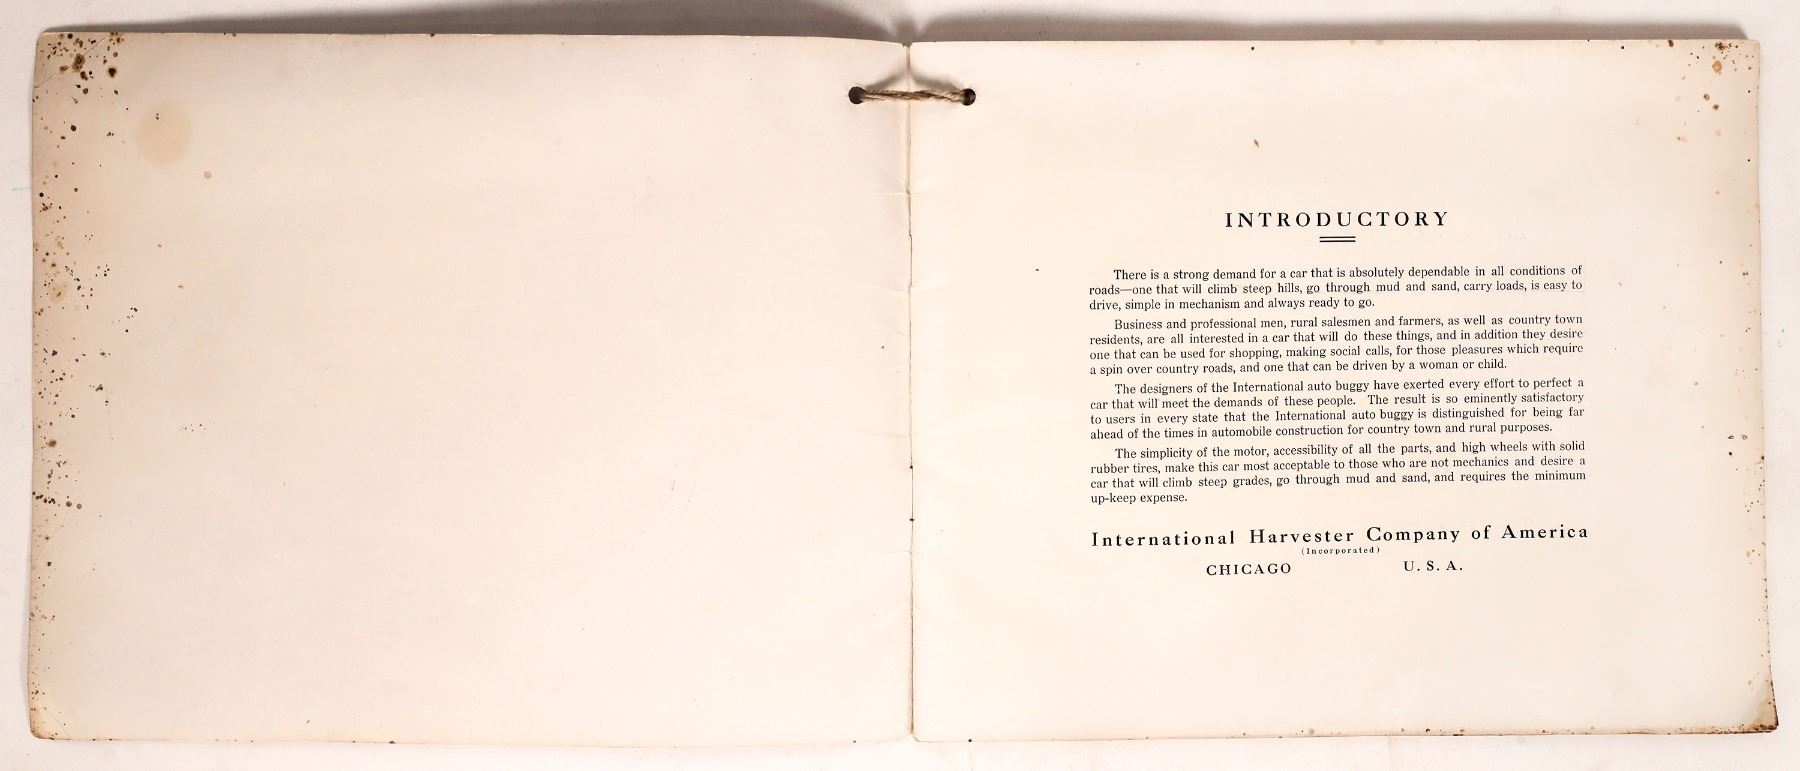 INTRODUCTORY
There is a strong demand for a car that is absolutely dependable in all conditions of
roads—one that will climb steep hills, go through mud and sand, carry loads, is easy to
drive, simple in mechanism and always ready to go.
Business and professional men, rural salesmen and farmers, as well as country town
residents, are all interested in a car that will do these things, and in addition they desire
one that can be used for shopping, making social calls, for those pleasures which require
a spin over country roads, and one that can be driven by a woman or child.
The designers of the International auto buggy have exerted every effort to perfect a
car that will meet the demands of these people. The result is so eminently satisfactory
to users in every state that the International auto buggy is distinguished for being far
ahead of the times in automobile construction for country town and rural purposes.
The simplicity of the motor, accessibility of all the parts, and high wheels with solid
rubber tires, make this car most acceptable to those who are not mechanics and desire a
car that will climb steep grades, go through mud and sand, and requires the minimum
up-keep expense.
International Harvester Company of America
(Incorporated)
CHICAGO U. S. A.